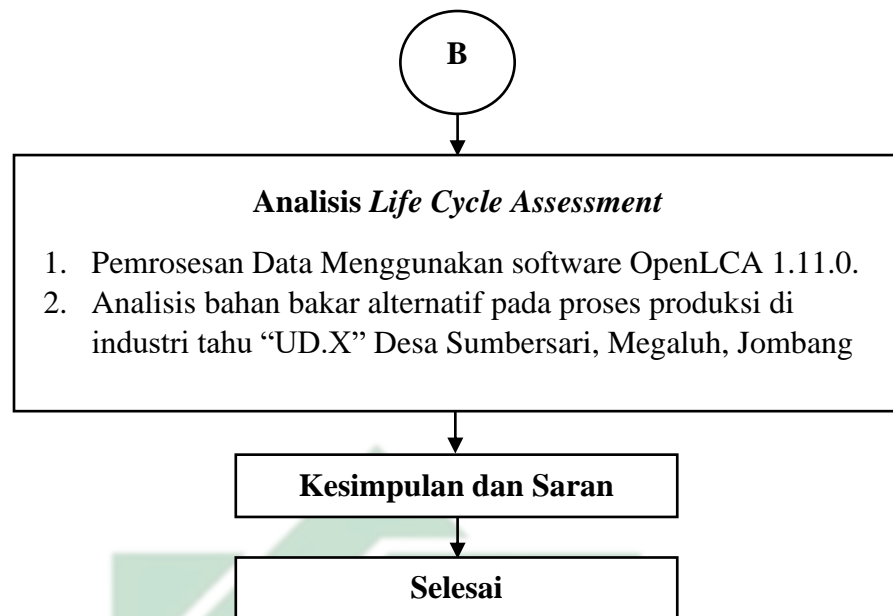 B
Analisis Life Cycle Assessment
1. Pemrosesan Data Menggunakan software OpenLCA 1.11.0.
2. Analisis bahan bakar alternatif pada proses produksi di
industri tahu “UD.X” Desa Sumbersari, Megaluh, Jombang
Kesimpulan dan Saran
Selesai